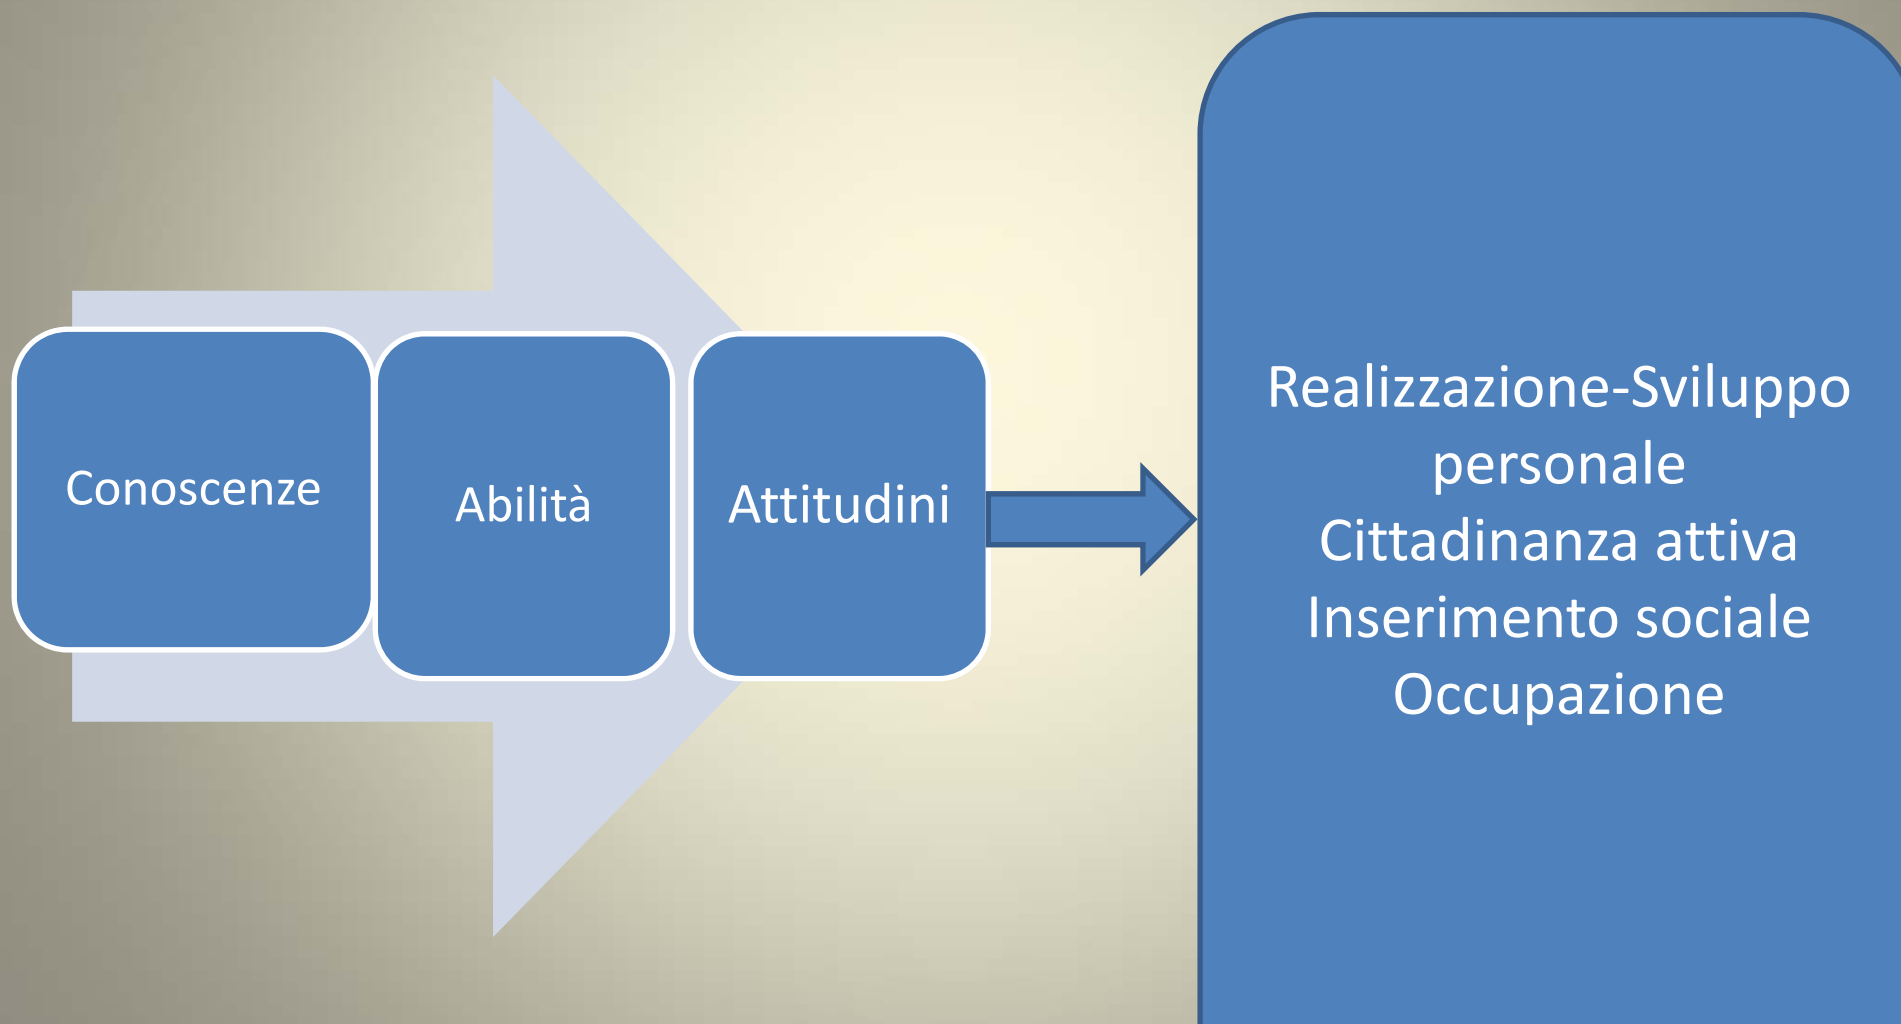 Conoscenze
Abilità
Attitudini
Realizzazione-Sviluppo
personale
Cittadinanza attiva
Inserimento sociale
Occupazione